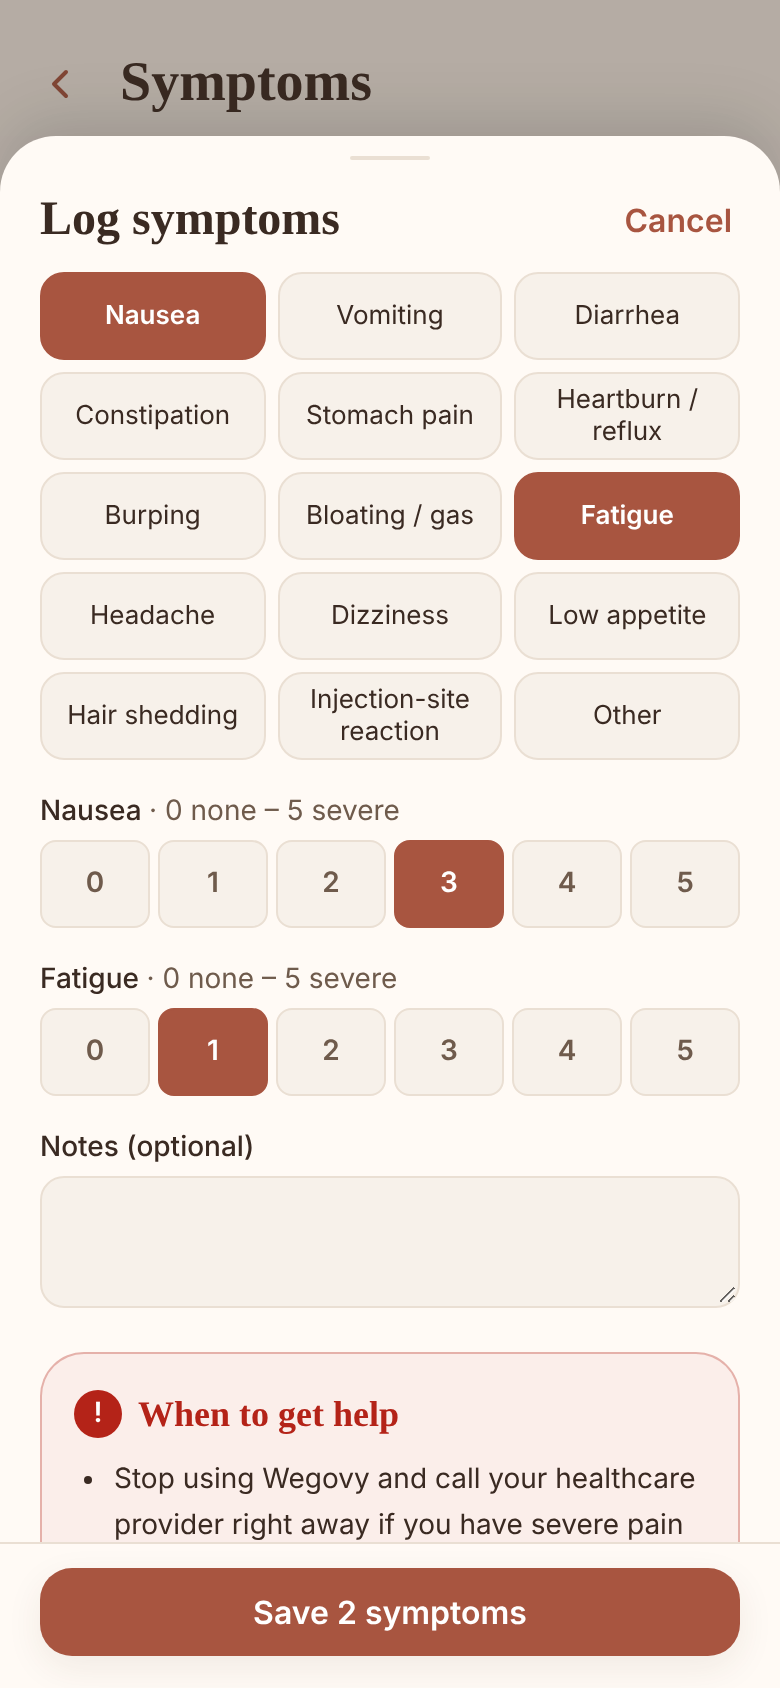 Symptoms
Log symptoms
Cancel
Nausea
Vomiting
Diarrhea
Constipation
Stomach pain
Heartburn /
reflux
Burping
Bloating / gas
Fatigue
Headache
Dizziness
Low appetite
Hair shedding
Injection-site
reaction
Other
Nausea · 0 none – 5 severe
0 1 2 3 4 5
Fatigue · 0 none – 5 severe
0 1 2 3 4 5
Notes (optional)
! When to get help
• Stop using Wegovy and call your healthcare
provider right away if you have severe pain
Save 2 symptoms